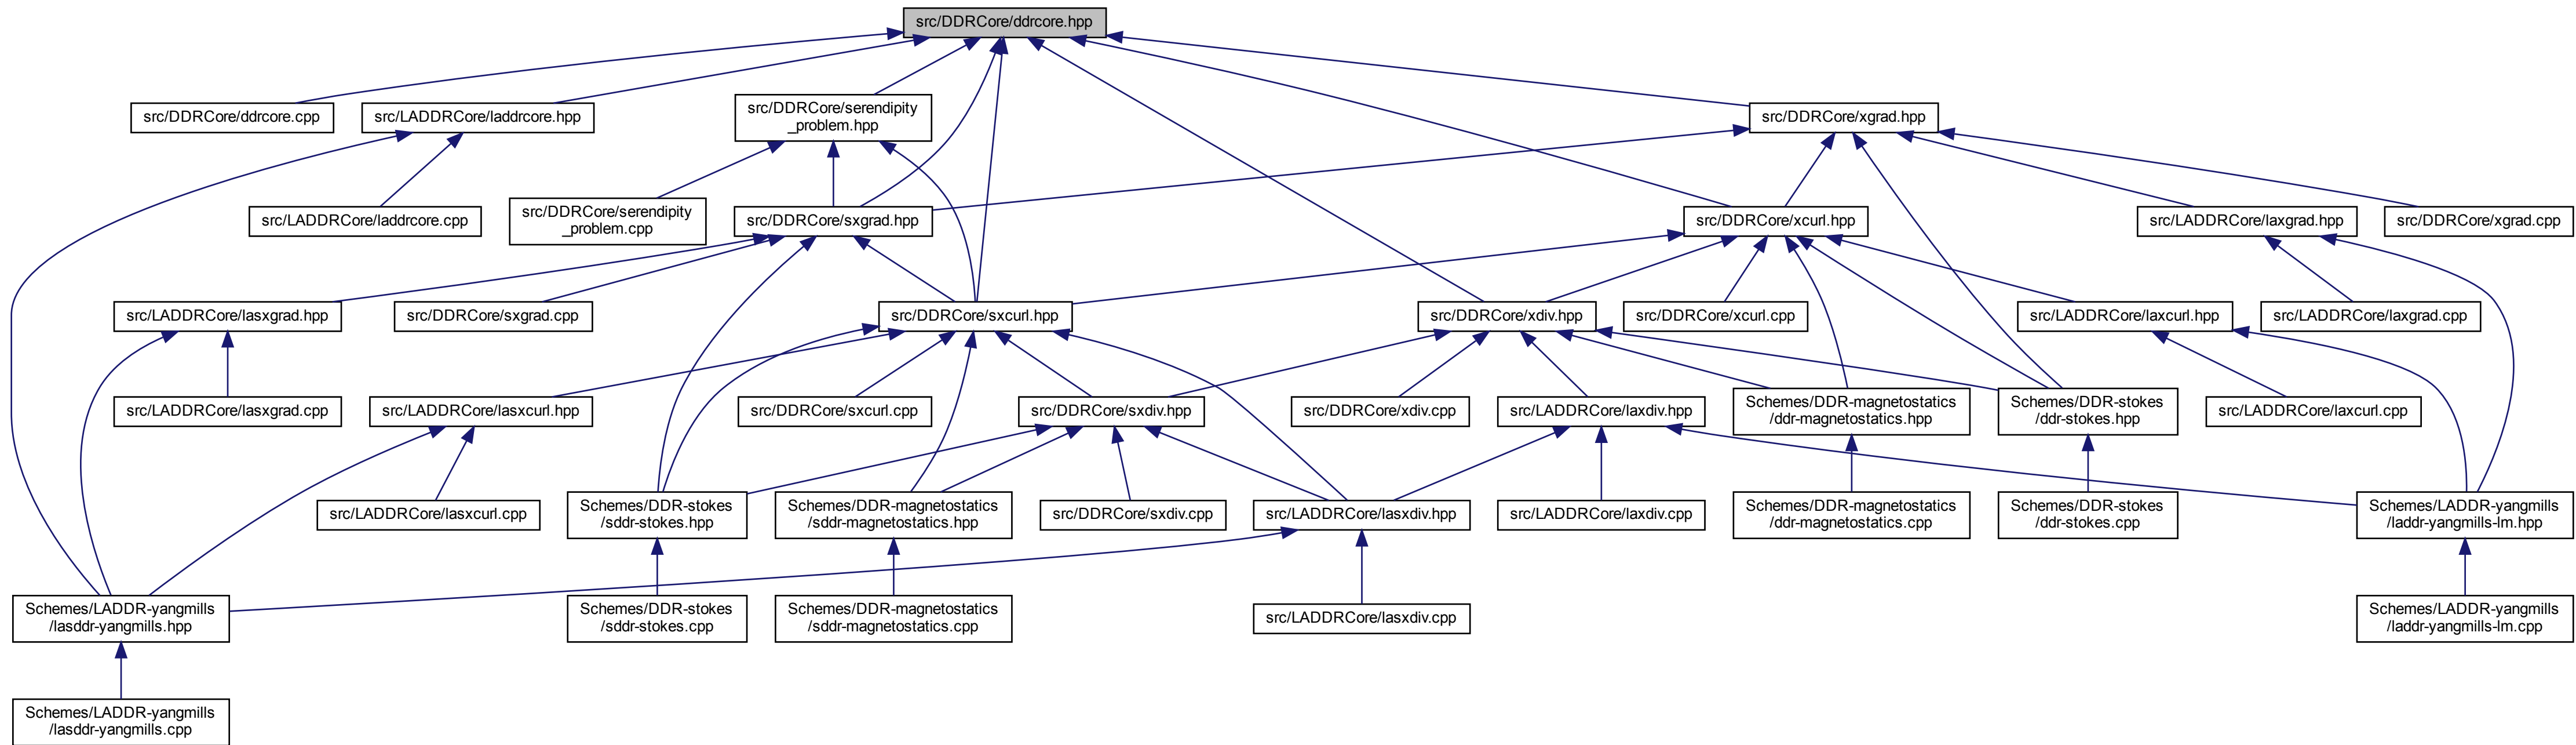 src/DDRCore/ddrcore.hpp
src/DDRCore/ddrcore.cpp
src/LADDRCore/laddrcore.hpp
src/DDRCore/serendipity
_problem.hpp
src/DDRCore/xgrad.hpp
src/LADDRCore/laddrcore.cpp
src/DDRCore/serendipity
_problem.cpp
src/DDRCore/sxgrad.hpp
src/DDRCore/xcurl.hpp
src/LADDRCore/laxgrad.hpp
src/DDRCore/xgrad.cpp
src/LADDRCore/lasxgrad.hpp
src/DDRCore/sxgrad.cpp
src/DDRCore/sxcurl.hpp
src/DDRCore/xdiv.hpp
src/DDRCore/xcurl.cpp
src/LADDRCore/laxcurl.hpp
src/LADDRCore/laxgrad.cpp
src/LADDRCore/lasxgrad.cpp
src/LADDRCore/lasxcurl.hpp
src/DDRCore/sxcurl.cpp
src/DDRCore/sxdiv.hpp
src/DDRCore/xdiv.cpp
src/LADDRCore/laxdiv.hpp
Schemes/DDR-magnetostatics
/ddr-magnetostatics.hpp
Schemes/DDR-stokes
/ddr-stokes.hpp
src/LADDRCore/laxcurl.cpp
src/LADDRCore/lasxcurl.cpp
Schemes/DDR-stokes
/sddr-stokes.hpp
Schemes/DDR-magnetostatics
/sddr-magnetostatics.hpp
src/DDRCore/sxdiv.cpp
src/LADDRCore/lasxdiv.hpp
src/LADDRCore/laxdiv.cpp
Schemes/DDR-magnetostatics
/ddr-magnetostatics.cpp
Schemes/DDR-stokes
/ddr-stokes.cpp
Schemes/LADDR-yangmills
/laddr-yangmills-lm.hpp
Schemes/LADDR-yangmills
/lasddr-yangmills.hpp
Schemes/DDR-stokes
/sddr-stokes.cpp
Schemes/DDR-magnetostatics
/sddr-magnetostatics.cpp
src/LADDRCore/lasxdiv.cpp
Schemes/LADDR-yangmills
/laddr-yangmills-lm.cpp
Schemes/LADDR-yangmills
/lasddr-yangmills.cpp